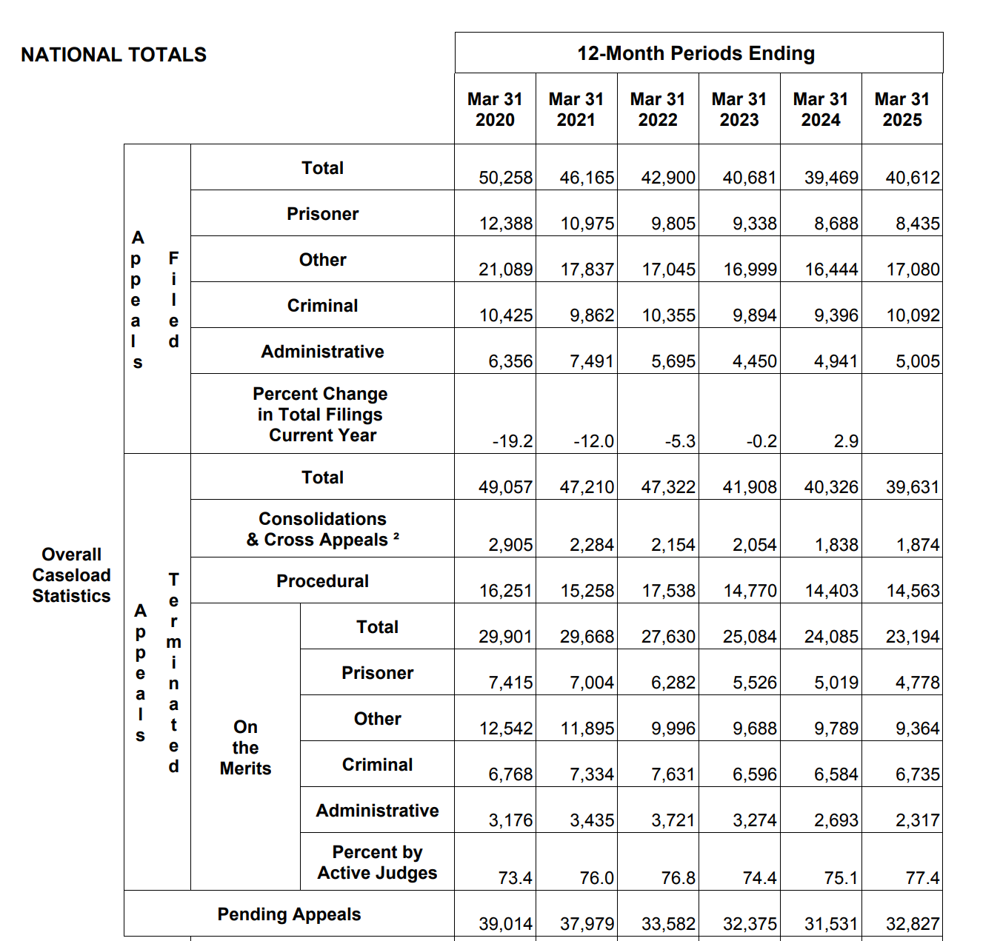 NATIONAL TOTALS
12-Month Periods Ending
Mar 31 2020 Mar 31 2021 Mar 31 2022 Mar 31 2023 Mar 31 2024 Mar 31 2025
Overall
Caseload
Statistics
Appeals Filed
Total 50,258 46,165 42,900 40,681 39,469 40,612
Prisoner 12,388 10,975 9,805 9,338 8,688 8,435
Other 21,089 17,837 17,045 16,999 16,444 17,080
Criminal 10,425 9,862 10,355 9,894 9,396 10,092
Administrative 6,356 7,491 5,695 4,450 4,941 5,005
Percent Change
in Total Filings
Current Year -19.2 -12.0 -5.3 -0.2 2.9
Appeals Terminated
Total 49,057 47,210 47,322 41,908 40,326 39,631
Consolidations
& Cross Appeals ² 2,905 2,284 2,154 2,054 1,838 1,874
Procedural 16,251 15,258 17,538 14,770 14,403 14,563
On
the
Merits
Total 29,901 29,668 27,630 25,084 24,085 23,194
Prisoner 7,415 7,004 6,282 5,526 5,019 4,778
Other 12,542 11,895 9,996 9,688 9,789 9,364
Criminal 6,768 7,334 7,631 6,596 6,584 6,735
Administrative 3,176 3,435 3,721 3,274 2,693 2,317
Percent by
Active Judges 73.4 76.0 76.8 74.4 75.1 77.4
Pending Appeals 39,014 37,979 33,582 32,375 31,531 32,827